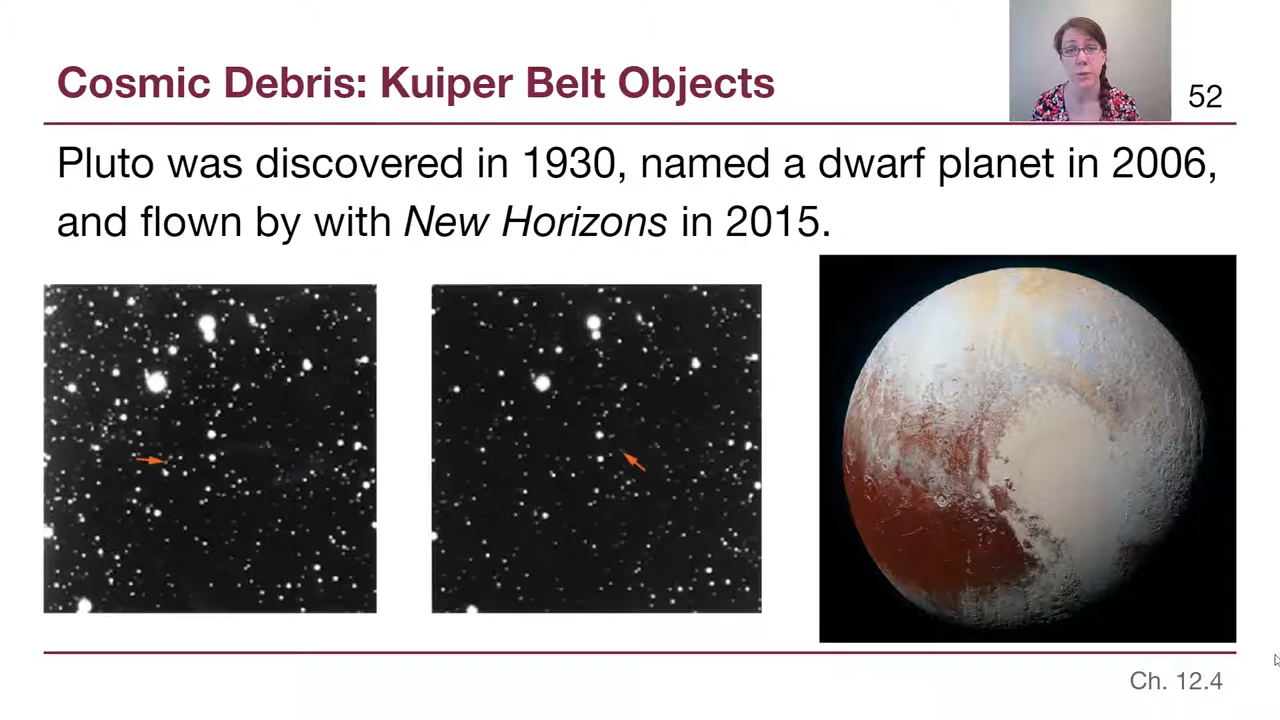 Cosmic Debris: Kuiper Belt Objects
52
Pluto was discovered in 1930, named a dwarf planet in 2006,
and flown by with New Horizons in 2015.
Ch. 12.4